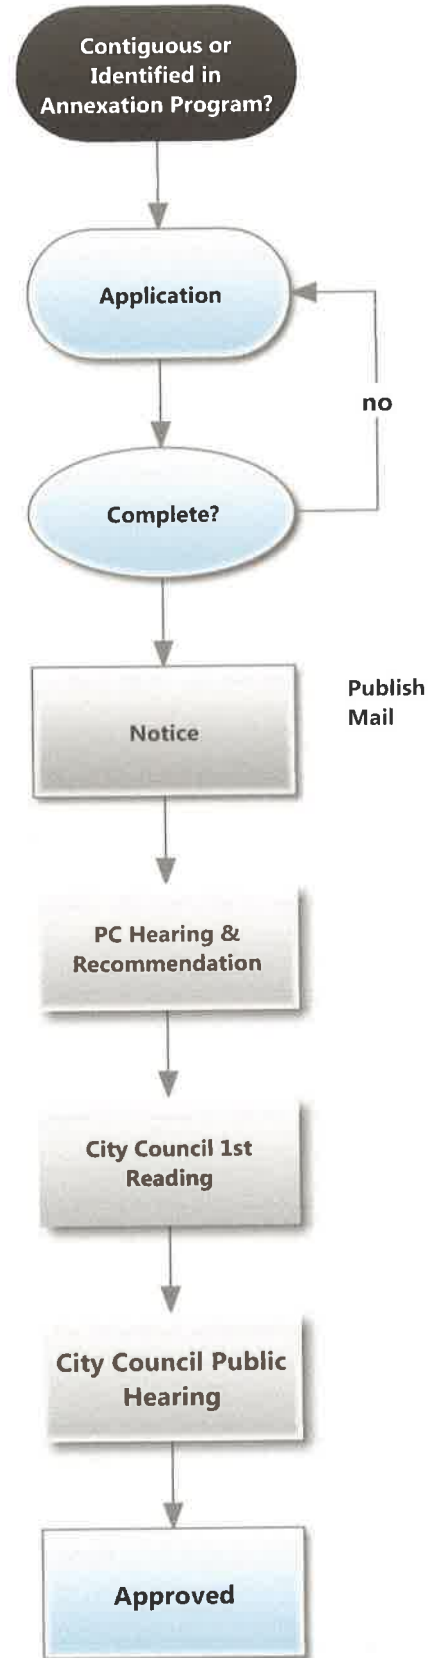 Contiguous or
Identified in
Annexation Program?
Application
no
Complete?
Publish
Mail
Notice
PC Hearing &
Recommendation
City Council 1st
Reading
City Council Public
Hearing
Approved